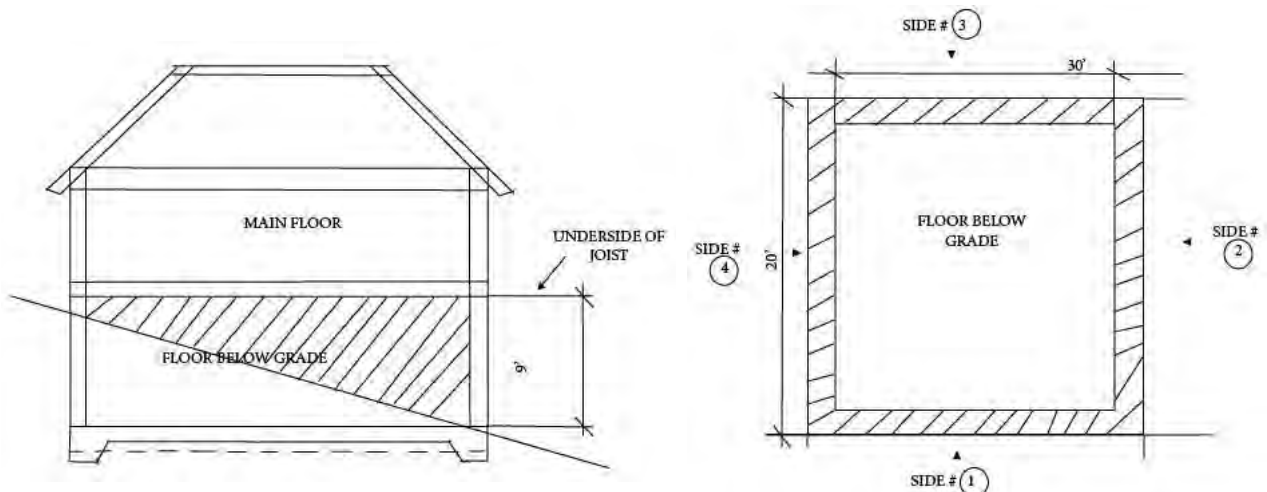 MAIN FLOOR
UNDERSIDE OF
JOIST
FLOOR BELOW GRADE
9'
SIDE # 3
30'
FLOOR BELOW
GRADE
SIDE #
4
20'
SIDE #
2
SIDE # 1